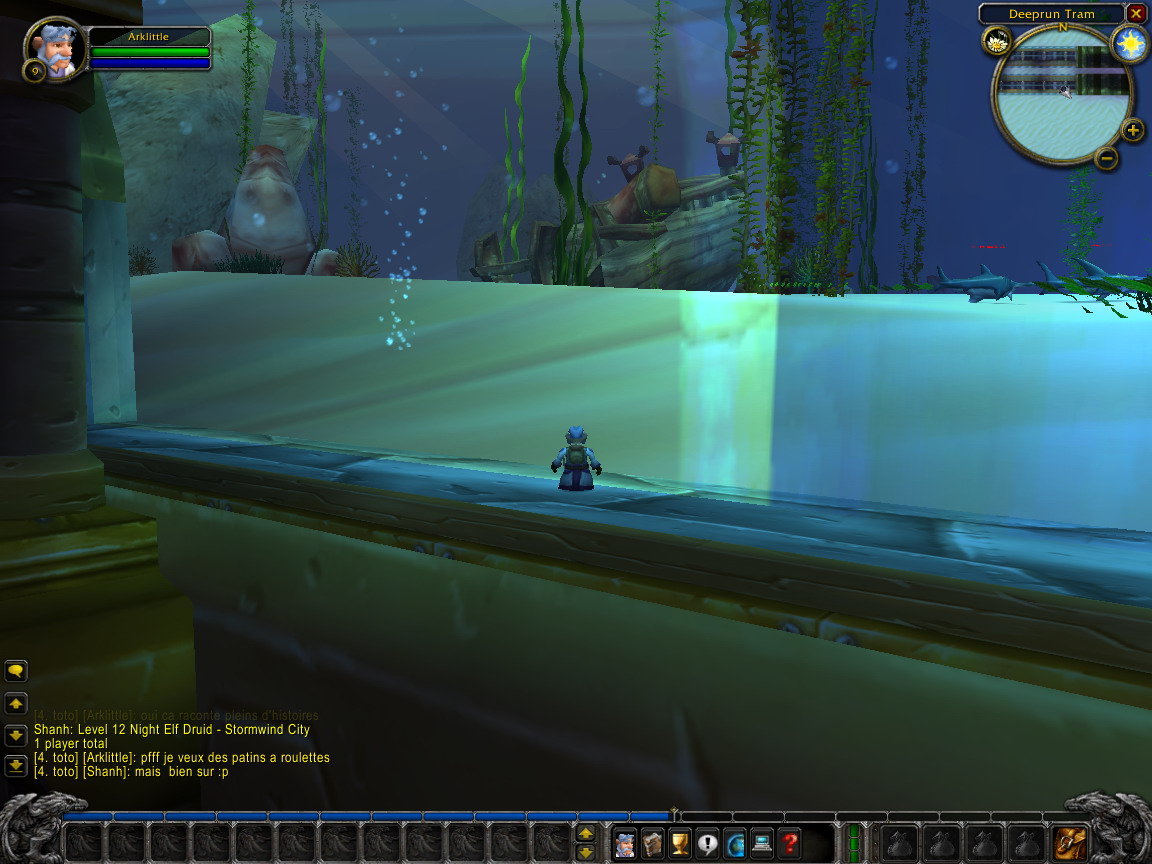 Arklittle
9
Deeprun Tram
N
[4. toto] [Arklittle]: oui ca raconte pleins d'histoires
Shanh: Level 12 Night Elf Druid - Stormwind City
1 player total
[4. toto] [Arklittle]: pfff je veux des patins a roulettes
[4. toto] [Shanh]: mais  bien sur :p